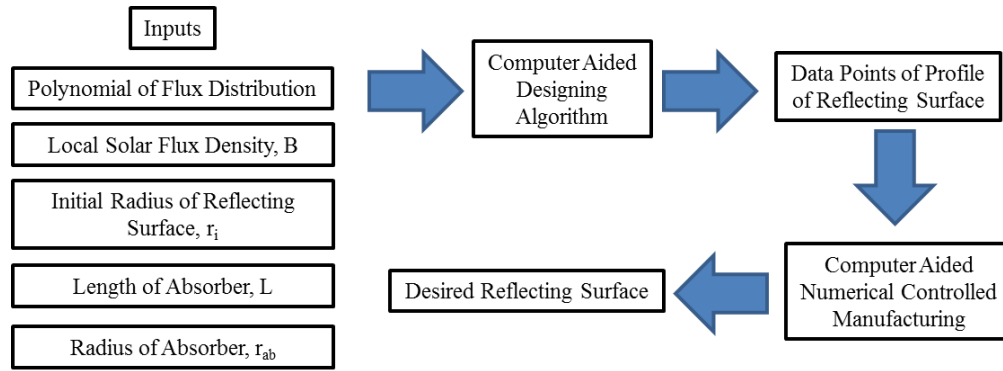 Inputs
Polynomial of Flux Distribution
Local Solar Flux Density, B
Initial Radius of Reflecting
Surface, rᵢ
Length of Absorber, L
Radius of Absorber, rₐb
Computer Aided
Designing
Algorithm
Data Points of Profile
of Reflecting Surface
Computer Aided
Numerical Controlled
Manufacturing
Desired Reflecting Surface